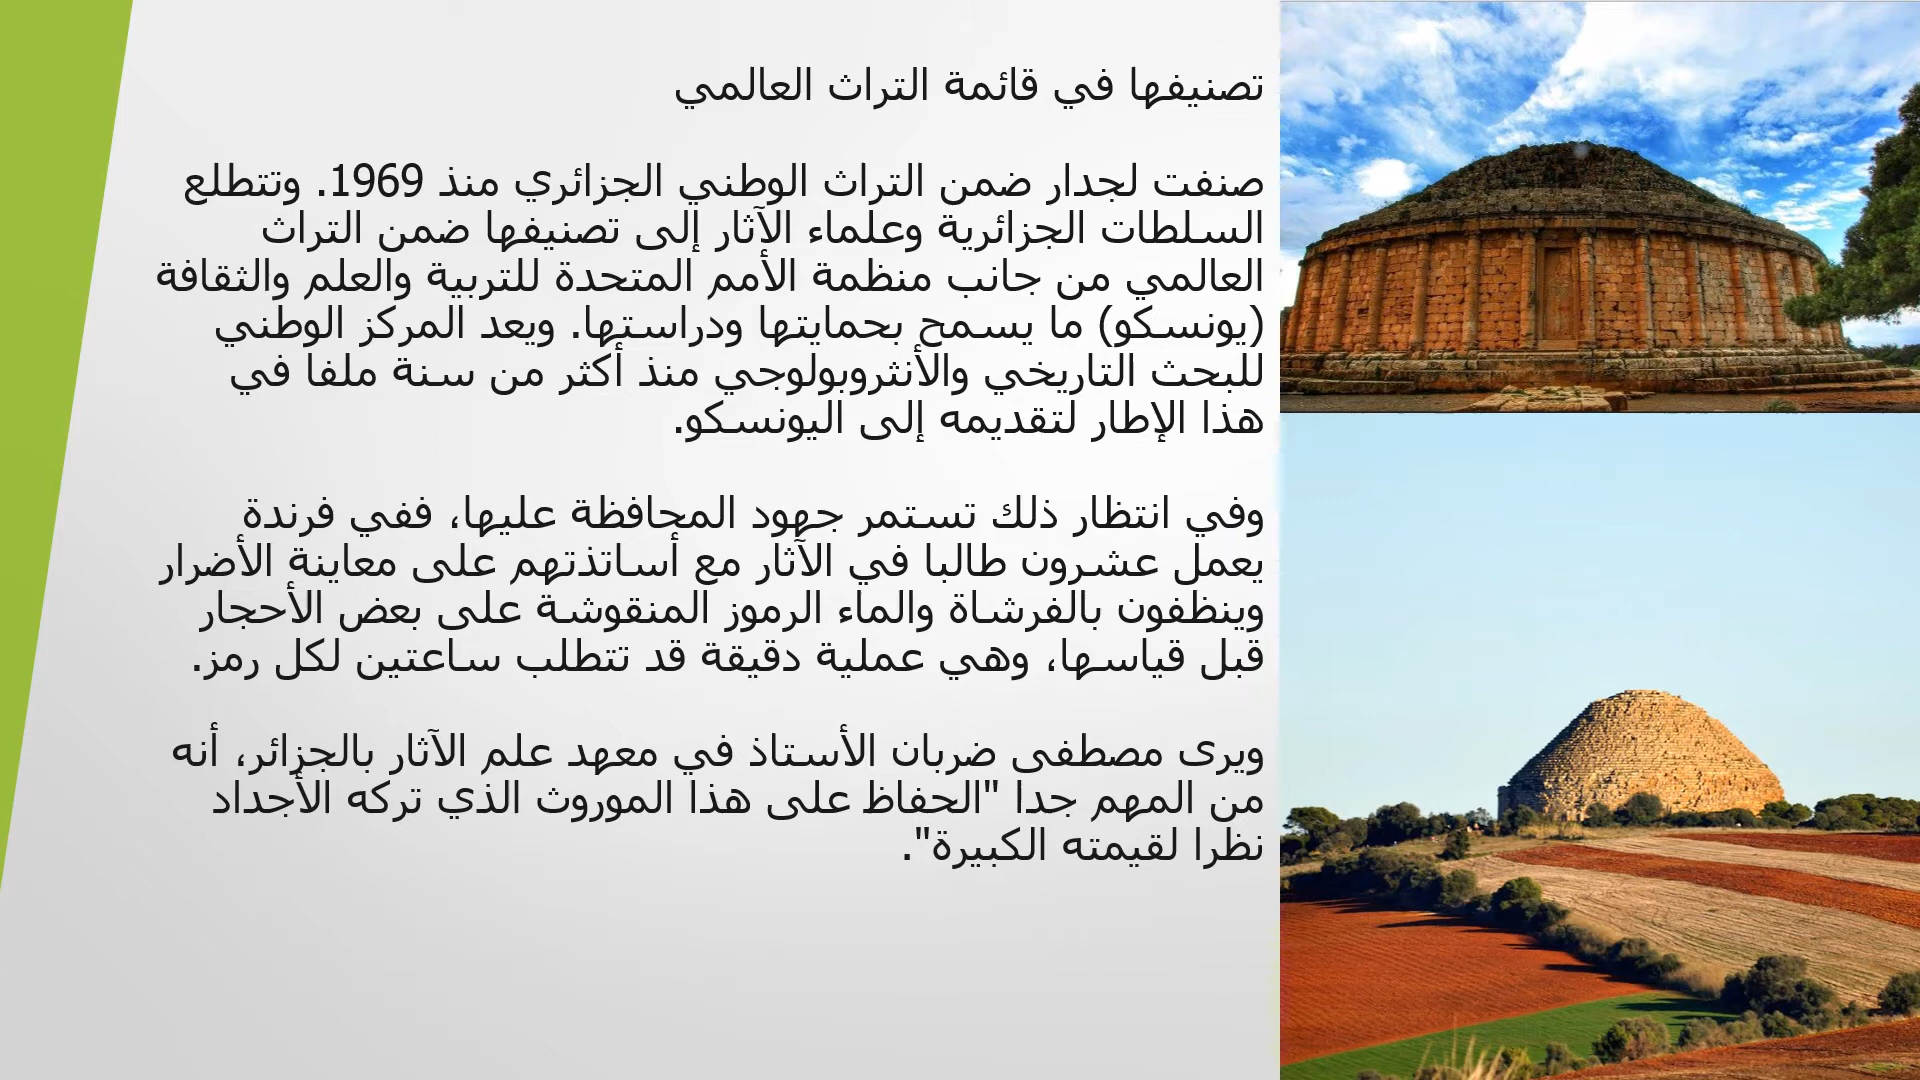 تصنيفها في قائمة التراث العالمي
صنفت لجدار ضمن التراث الوطني الجزائري منذ 1969. وتتطلع
السلطات الجزائرية وعلماء الآثار إلى تصنيفها ضمن التراث
العالمي من جانب منظمة الأمم المتحدة للتربية والعلم والثقافة
(يونسكو) ما يسمح بحمايتها ودراستها. ويعد المركز الوطني
للبحث التاريخي والأنثروبولوجي منذ أكثر من سنة ملفا في
هذا الإطار لتقديمه إلى اليونسكو.
وفي انتظار ذلك تستمر جهود المحافظة عليها، ففي فرندة
يعمل عشرون طالبا في الآثار مع أساتذتهم على معاينة الأضرار
وينظفون بالفرشاة والماء الرموز المنقوشة على بعض الأحجار
قبل قياسها، وهي عملية دقيقة قد تتطلب ساعتين لكل رمز.
ويرى مصطفى ضربان الأستاذ في معهد علم الآثار بالجزائر، أنه
من المهم جدا "الحفاظ على هذا الموروث الذي تركه الأجداد
نظرا لقيمته الكبيرة".